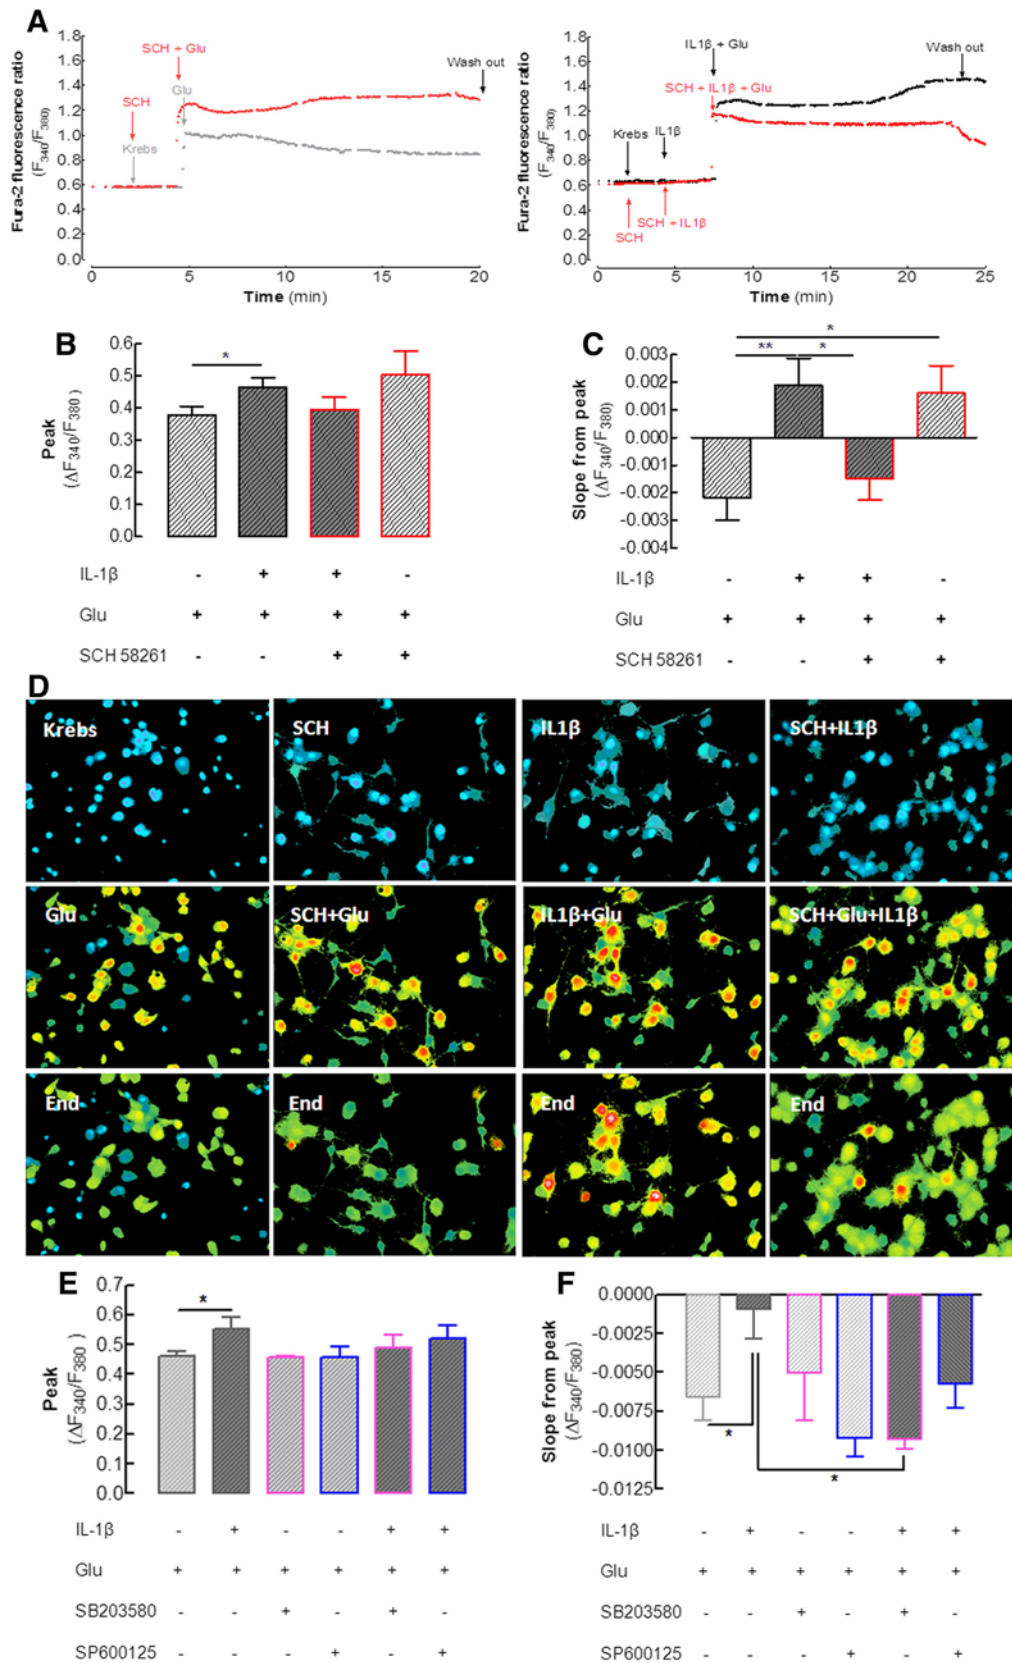 A
Fura-2 fluorescence ratio
(F340/F380)
1.8
1.6
1.4
1.2
1.0
0.8
0.6
0.4
0.2
0.0
SCH + Glu
Glu
SCH
Krebs
Wash out
0 5 10 15 20
Time (min)
Fura-2 fluorescence ratio
(F340/F380)
1.8
1.6
1.4
1.2
1.0
0.8
0.6
0.4
0.2
0.0
IL1β + Glu
Wash out
SCH + IL1β + Glu
Krebs IL1β
SCH + IL1β
SCH
0 5 10 15 20 25
Time (min)
B
Peak
(ΔF340/F380)
0.6
0.5
0.4
0.3
0.2
0.1
0.0
*
IL-1β - + + -
Glu + + + +
SCH 58261 - - + +
C
Slope from peak
(ΔF340/F380)
0.003
0.002
0.001
0.000
-0.001
-0.002
-0.003
-0.004
*
** *
IL-1β - + + -
Glu + + + +
SCH 58261 - - + +
D
Krebs SCH IL1β SCH+IL1β
Glu SCH+Glu IL1β+Glu SCH+Glu+IL1β
End End End End
E
Peak
(ΔF340/F380)
0.7
0.6
0.5
0.4
0.3
0.2
0.1
0.0
*
IL-1β - + - - + +
Glu + + + + + +
SB203580 - - + - + -
SP600125 - - - + - +
F
Slope from peak
(ΔF340/F380)
0.0000
-0.0025
-0.0050
-0.0075
-0.0100
-0.0125
*
*
IL-1β - + - - + +
Glu + + + + + +
SB203580 - - + - + -
SP600125 - - - + - +